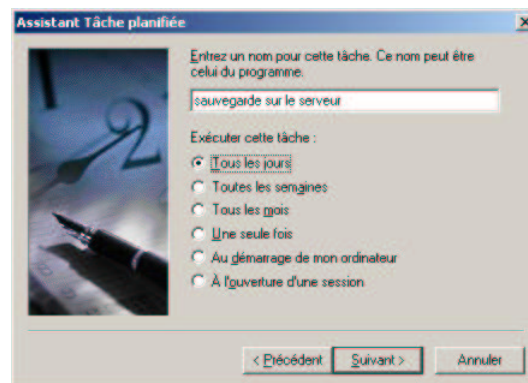 Assistant Tâche planifiée
Entrez un nom pour cette tâche. Ce nom peut être
celui du programme.
sauvegarde sur le serveur
Exécuter cette tâche :
Tous les jours
Toutes les semaines
Tous les mois
Une seule fois
Au démarrage de mon ordinateur
À l'ouverture d'une session
< Précédent
Suivant >
Annuler